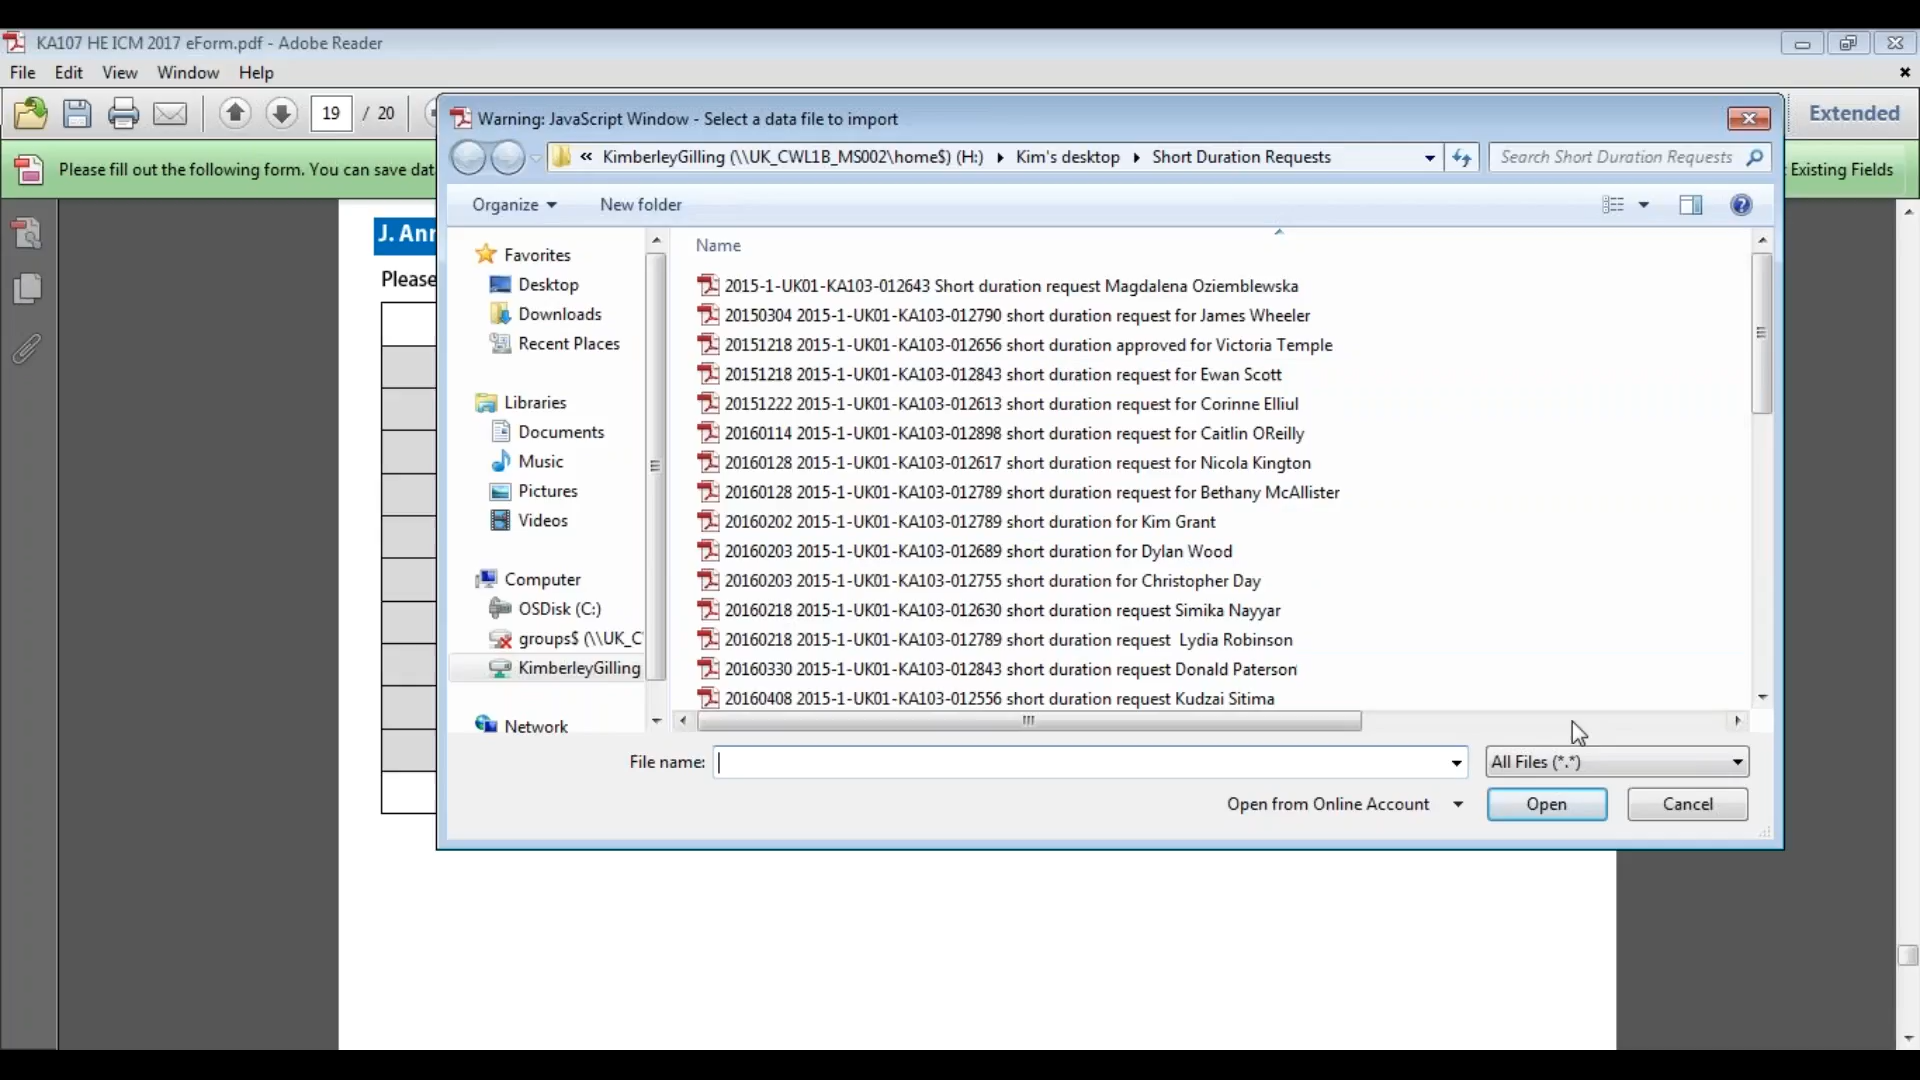 KA107 HE ICM 2017 eForm.pdf - Adobe Reader
File Edit View Window Help
19 / 20
Extended
Warning: JavaScript Window - Select a data file to import
« KimberleyGilling (\\UK_CWL1B_MS002\home$) (H:) Kim's desktop Short Duration Requests
Search Short Duration Requests
Please fill out the following form. You can save dat
Existing Fields
Organize New folder
J. Ann
Please
Favorites
Desktop
Downloads
Recent Places
Libraries
Documents
Music
Pictures
Videos
Computer
OSDisk (C:)
groups$ (\\UK_C
KimberleyGilling
Network
Name
2015-1-UK01-KA103-012643 Short duration request Magdalena Oziemblewska
20150304 2015-1-UK01-KA103-012790 short duration request for James Wheeler
20151218 2015-1-UK01-KA103-012656 short duration approved for Victoria Temple
20151218 2015-1-UK01-KA103-012843 short duration request for Ewan Scott
20151222 2015-1-UK01-KA103-012613 short duration request for Corinne Elliul
20160114 2015-1-UK01-KA103-012898 short duration request for Caitlin OReilly
20160128 2015-1-UK01-KA103-012617 short duration request for Nicola Kington
20160128 2015-1-UK01-KA103-012789 short duration request for Bethany McAllister
20160202 2015-1-UK01-KA103-012789 short duration for Kim Grant
20160203 2015-1-UK01-KA103-012689 short duration for Dylan Wood
20160203 2015-1-UK01-KA103-012755 short duration for Christopher Day
20160218 2015-1-UK01-KA103-012630 short duration request Simika Nayyar
20160218 2015-1-UK01-KA103-012789 short duration request  Lydia Robinson
20160330 2015-1-UK01-KA103-012843 short duration request Donald Paterson
20160408 2015-1-UK01-KA103-012556 short duration request Kudzai Sitima
File name:
All Files (*.*)
Open from Online Account
Open
Cancel